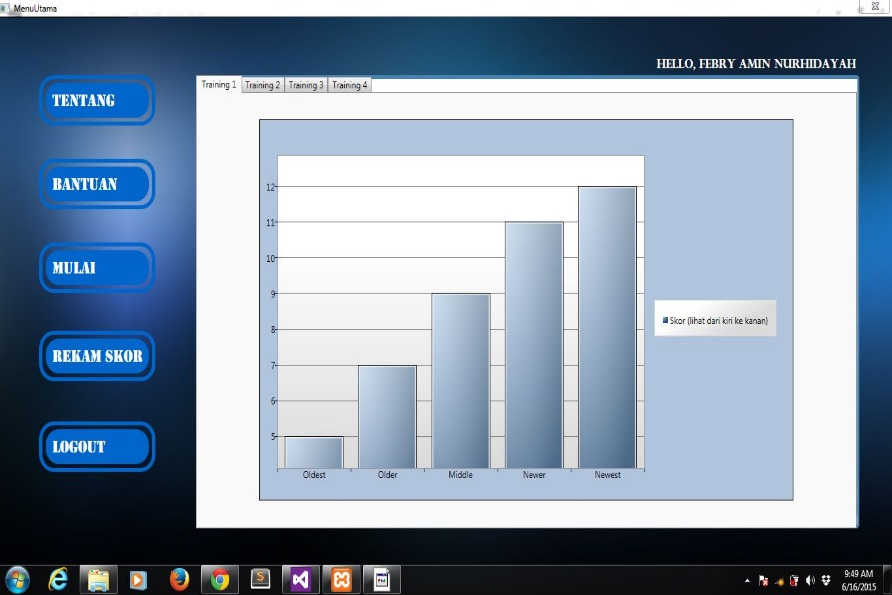 MenuUtama
HELLO, FEBRY AMIN NURHIDAYAH
TENTANG
BANTUAN
MULAI
REKAM SKOR
LOGOUT
Training 1 Training 2 Training 3 Training 4
12
11
10
9
8
7
6
5
Oldest Older Middle Newer Newest
Skor (lihat dari kiri ke kanan)
9:49 AM
6/16/2015